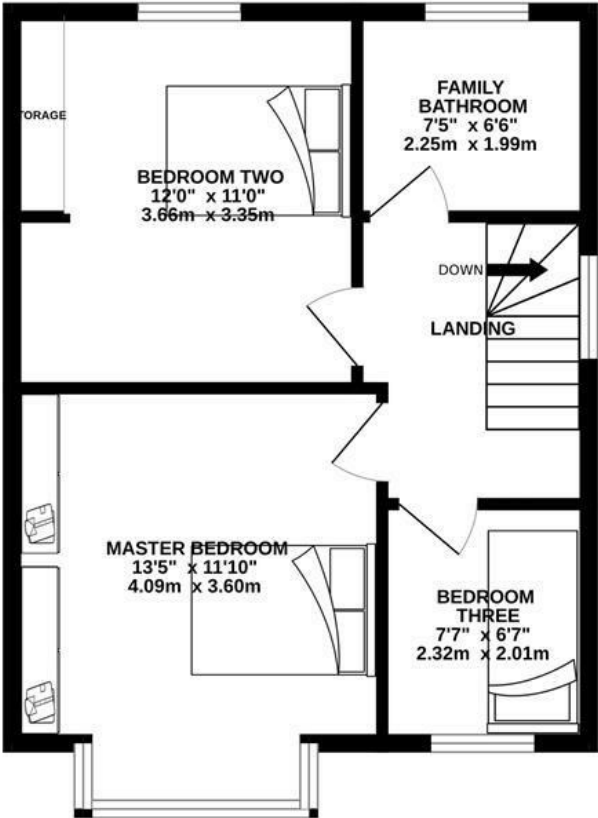 FAMILY
BATHROOM
7'5" x 6'6"
2.25m x 1.99m
TORAGE
BEDROOM TWO
12'0" x 11'0"
3.66m x 3.35m
DOWN
LANDING
MASTER BEDROOM
13'5" x 11'10"
4.09m x 3.60m
BEDROOM
THREE
7'7" x 6'7"
2.32m x 2.01m